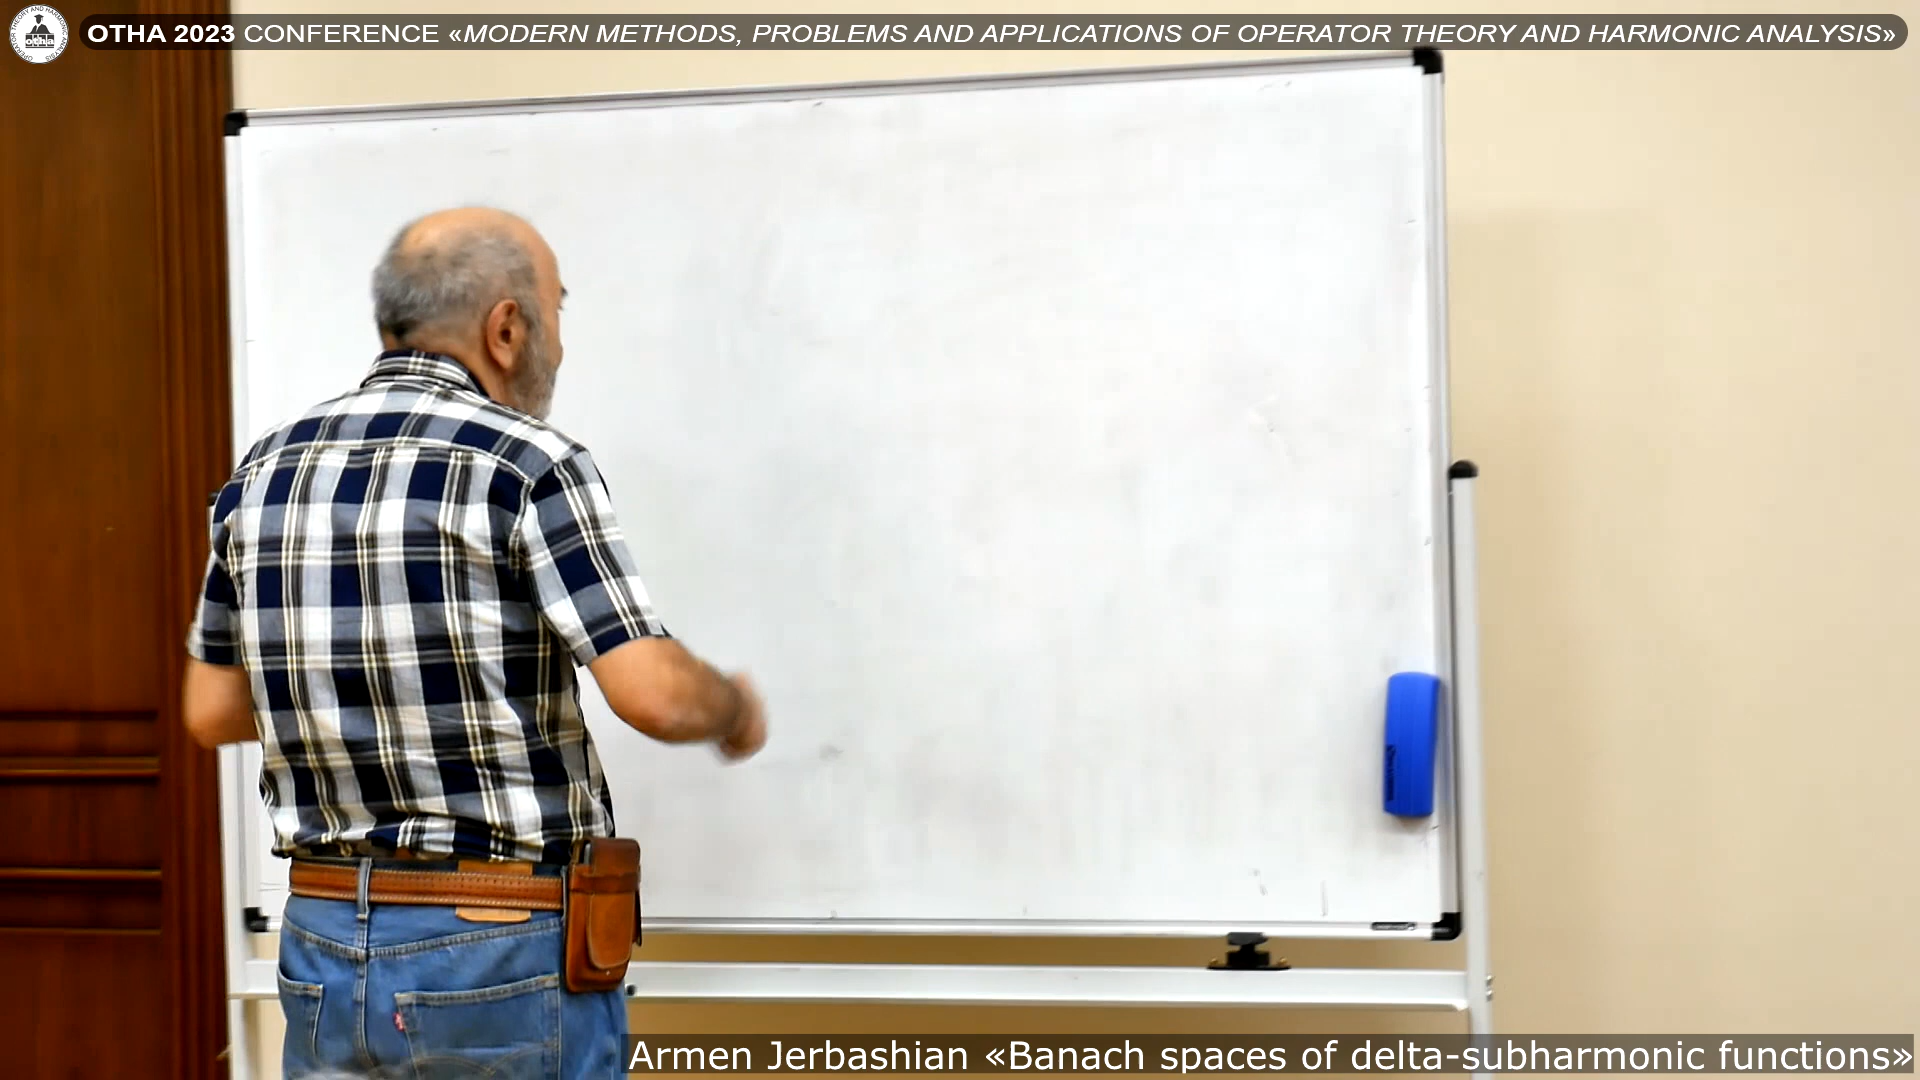 OTHA 2023 CONFERENCE «MODERN METHODS, PROBLEMS AND APPLICATIONS OF OPERATOR THEORY AND HARMONIC ANALYSIS»
Armen Jerbashian «Banach spaces of delta-subharmonic functions»